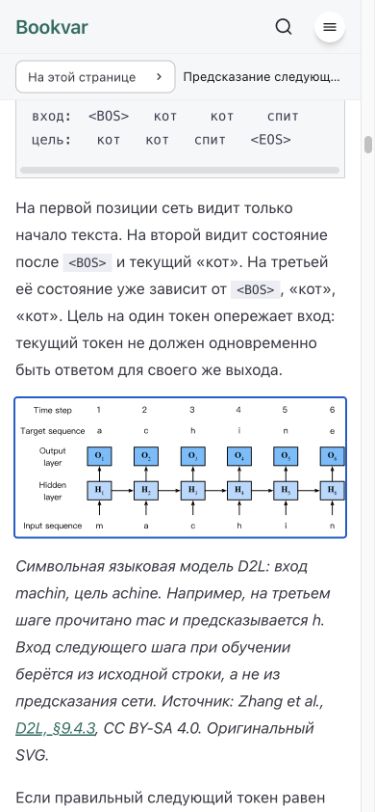 Bookvar
На этой странице
Предсказание следующ...
вход: <BOS> кот кот спит
цель: кот кот спит <EOS>
На первой позиции сеть видит только
начало текста. На второй видит состояние
после <BOS> и текущий «кот». На третьей
её состояние уже зависит от <BOS>, «кот»,
«кот». Цель на один токен опережает вход:
текущий токен не должен одновременно
быть ответом для своего же выхода.
Time step 1 2 3 4 5 6
Target sequence a c h i n e
Output
layer
O1 O2 O3 O4 O5 O6
Hidden
layer
H1 H2 H3 H4 H5 H6
Input sequence m a c h i n
Символьная языковая модель D2L: вход
machin, цель achine. Например, на третьем
шаге прочитано mac и предсказывается h.
Вход следующего шага при обучении
берётся из исходной строки, а не из
предсказания сети. Источник: Zhang et al.,
D2L, §9.4.3, CC BY-SA 4.0. Оригинальный
SVG.
Если правильный следующий токен равен